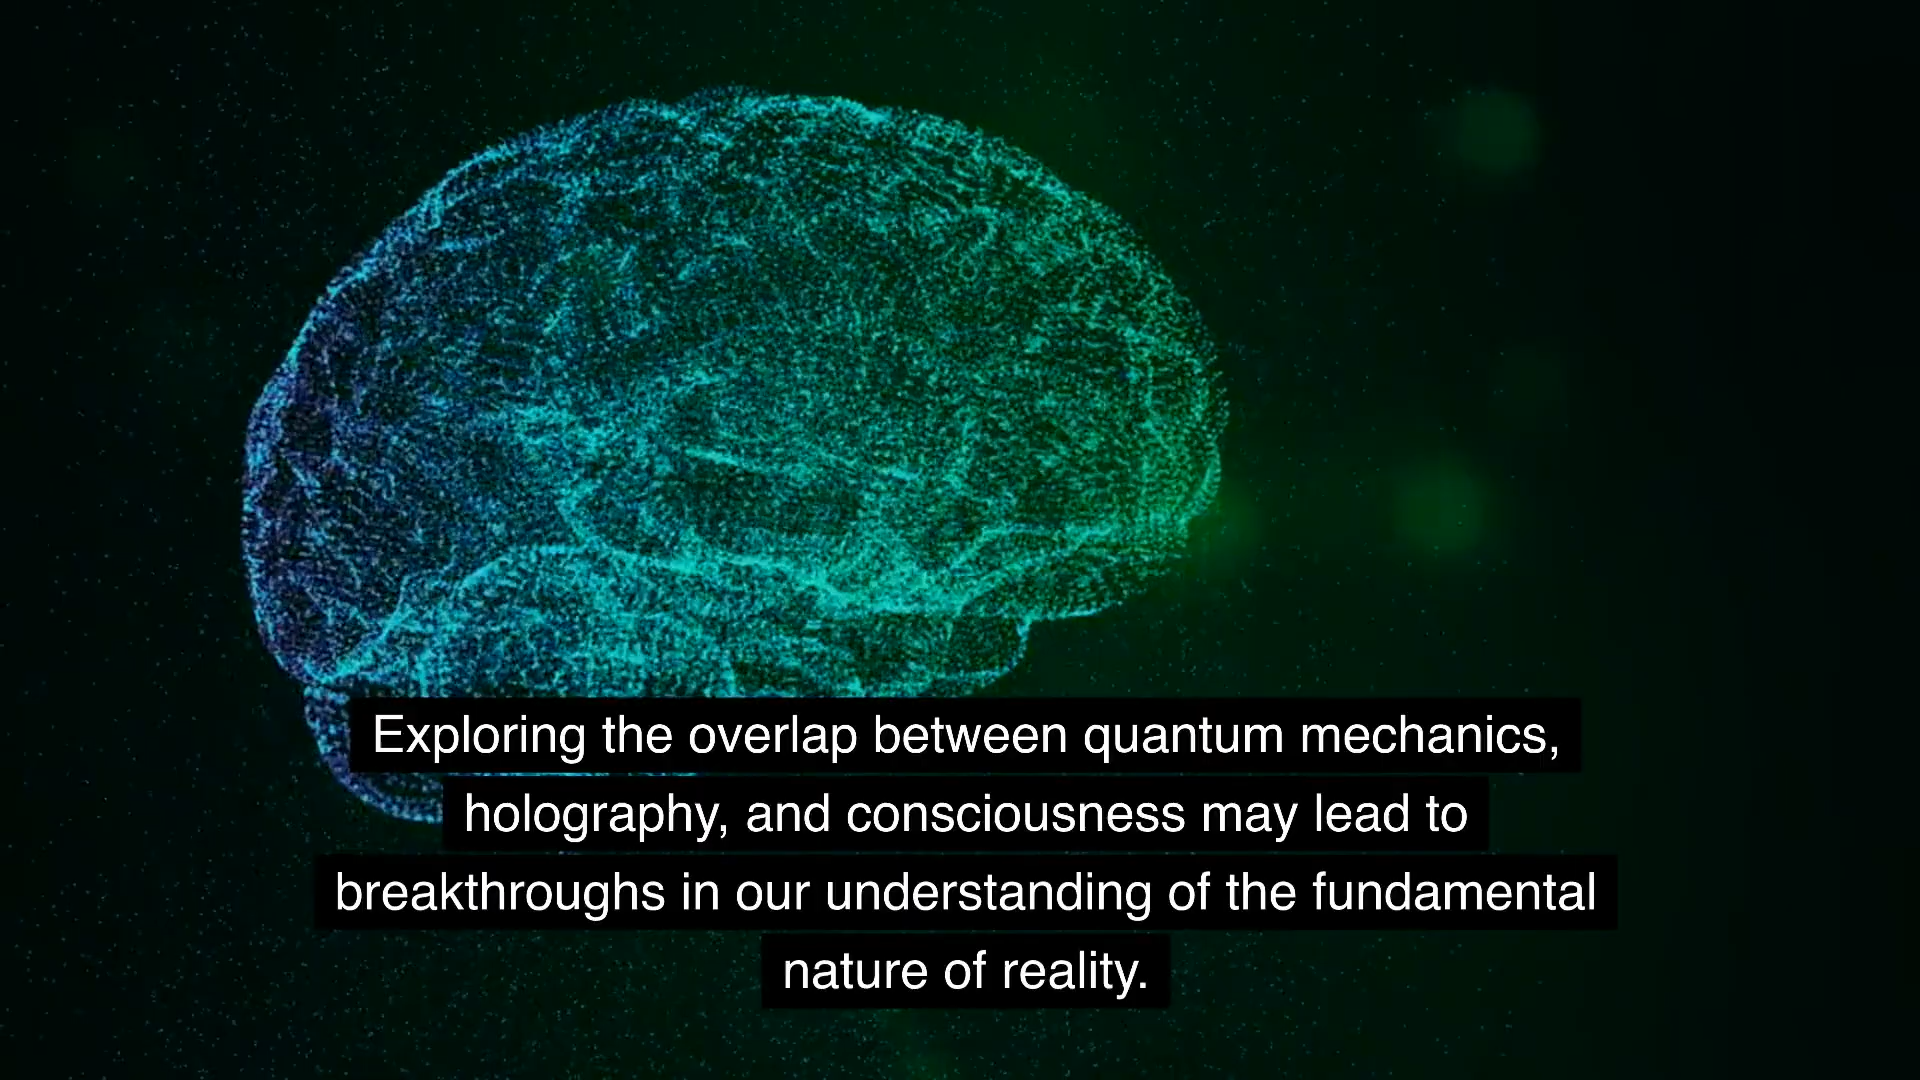 Exploring the overlap between quantum mechanics,
holography, and consciousness may lead to
breakthroughs in our understanding of the fundamental
nature of reality.